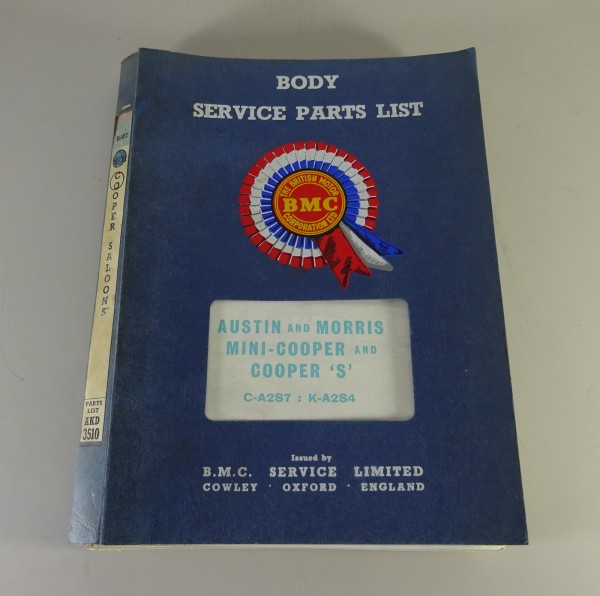 BODY
SERVICE PARTS LIST
THE BRITISH MOTOR
BMC
CORPORATION LTD
AUSTIN AND MORRIS
MINI-COOPER AND
COOPER 'S'
C-A2S7 : K-A2S4
Issued by
B.M.C. SERVICE LIMITED
COWLEY · OXFORD · ENGLAND
BODY
COOPER SALOONS
PARTS
LIST
AKD
3510